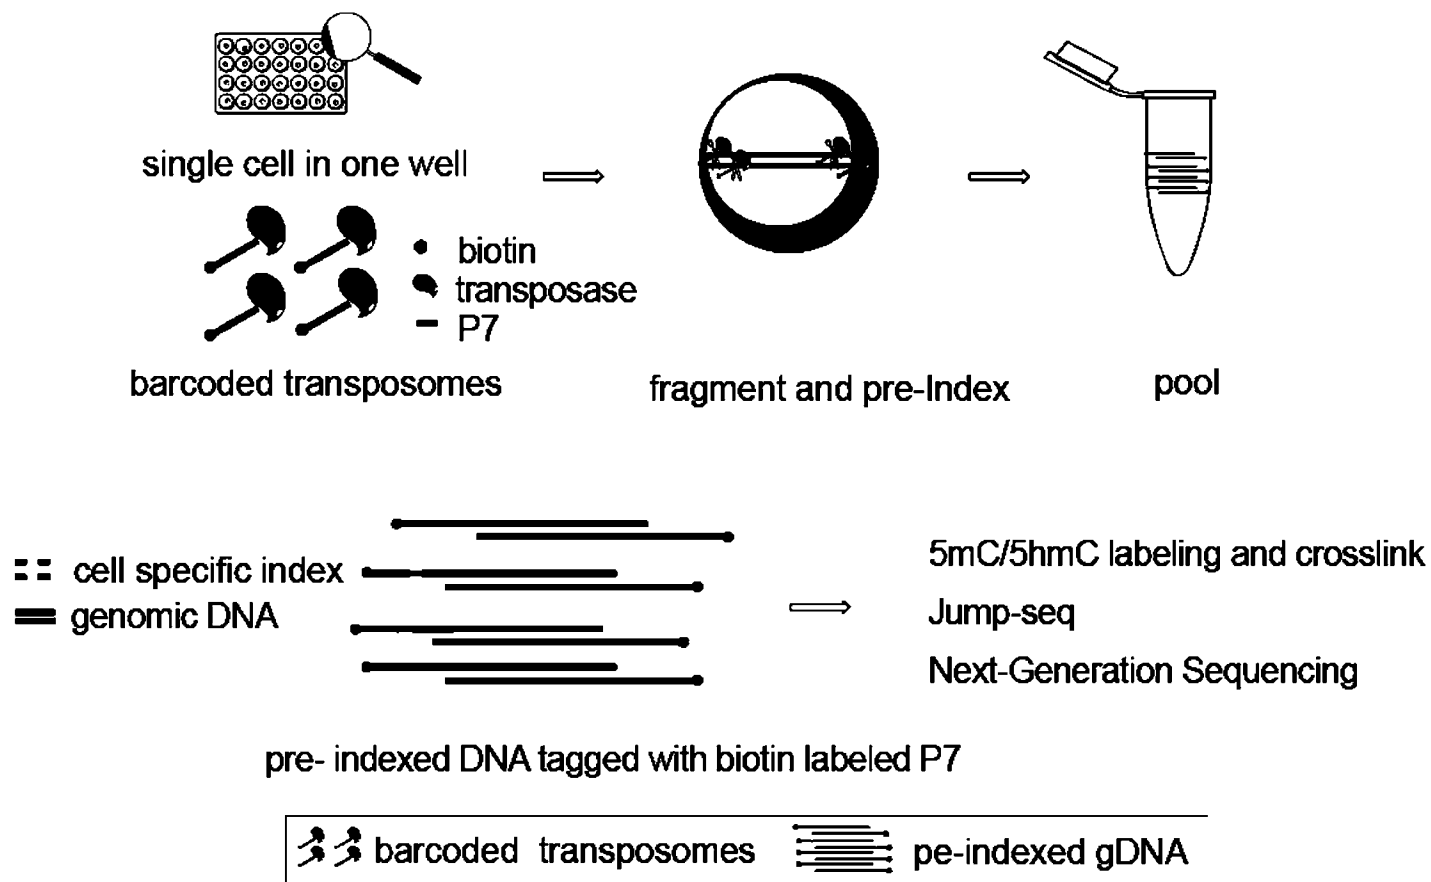 single cell in one well
biotin
transposase
P7
barcoded transposomes
fragment and pre-Index
pool
cell specific index
genomic DNA
5mC/5hmC labeling and crosslink
Jump-seq
Next-Generation Sequencing
pre- indexed DNA tagged with biotin labeled P7
barcoded transposomes
pe-indexed gDNA